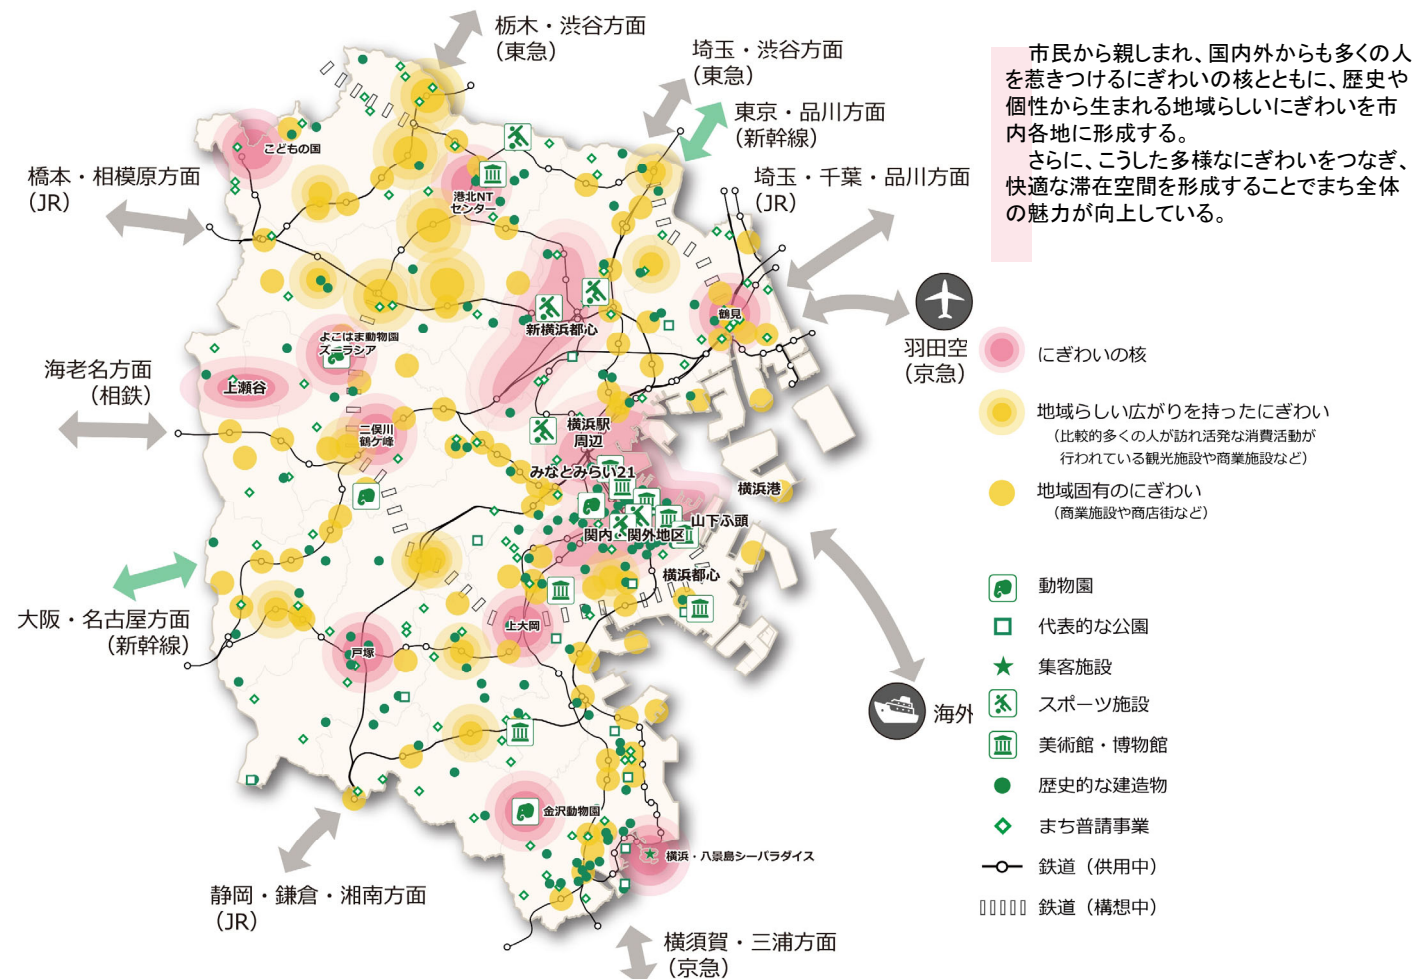 栃木・渋谷方面
（東急）
埼玉・渋谷方面
（東急）
東京・品川方面
（新幹線）
埼玉・千葉・品川方面
（JR）
橋本・相模原方面
（JR）
羽田空
（京急）
海老名方面
（相鉄）
大阪・名古屋方面
（新幹線）
海外
静岡・鎌倉・湘南方面
（JR）
横須賀・三浦方面
（京急）
こどもの国
港北NT
センター
新横浜都心
鶴見
よこはま動物園
ズーラシア
上瀬谷
二俣川
鶴ケ峰
横浜駅
周辺
みなとみらい21
横浜港
山下ふ頭
関内・関外地区
横浜都心
上大岡
戸塚
金沢動物園
横浜・八景島シーパラダイス
市民から親しまれ、国内外からも多くの人
を惹きつけるにぎわいの核とともに、歴史や
個性から生まれる地域らしいにぎわいを市
内各地に形成する。
さらに、こうした多様なにぎわいをつなぎ、
快適な滞在空間を形成することでまち全体
の魅力が向上している。
にぎわいの核
地域らしい広がりを持ったにぎわい
（比較的多くの人が訪れ活発な消費活動が
行われている観光施設や商業施設など）
地域固有のにぎわい
（商業施設や商店街など）
動物園
代表的な公園
集客施設
スポーツ施設
美術館・博物館
歴史的な建造物
まち普請事業
鉄道（供用中）
鉄道（構想中）